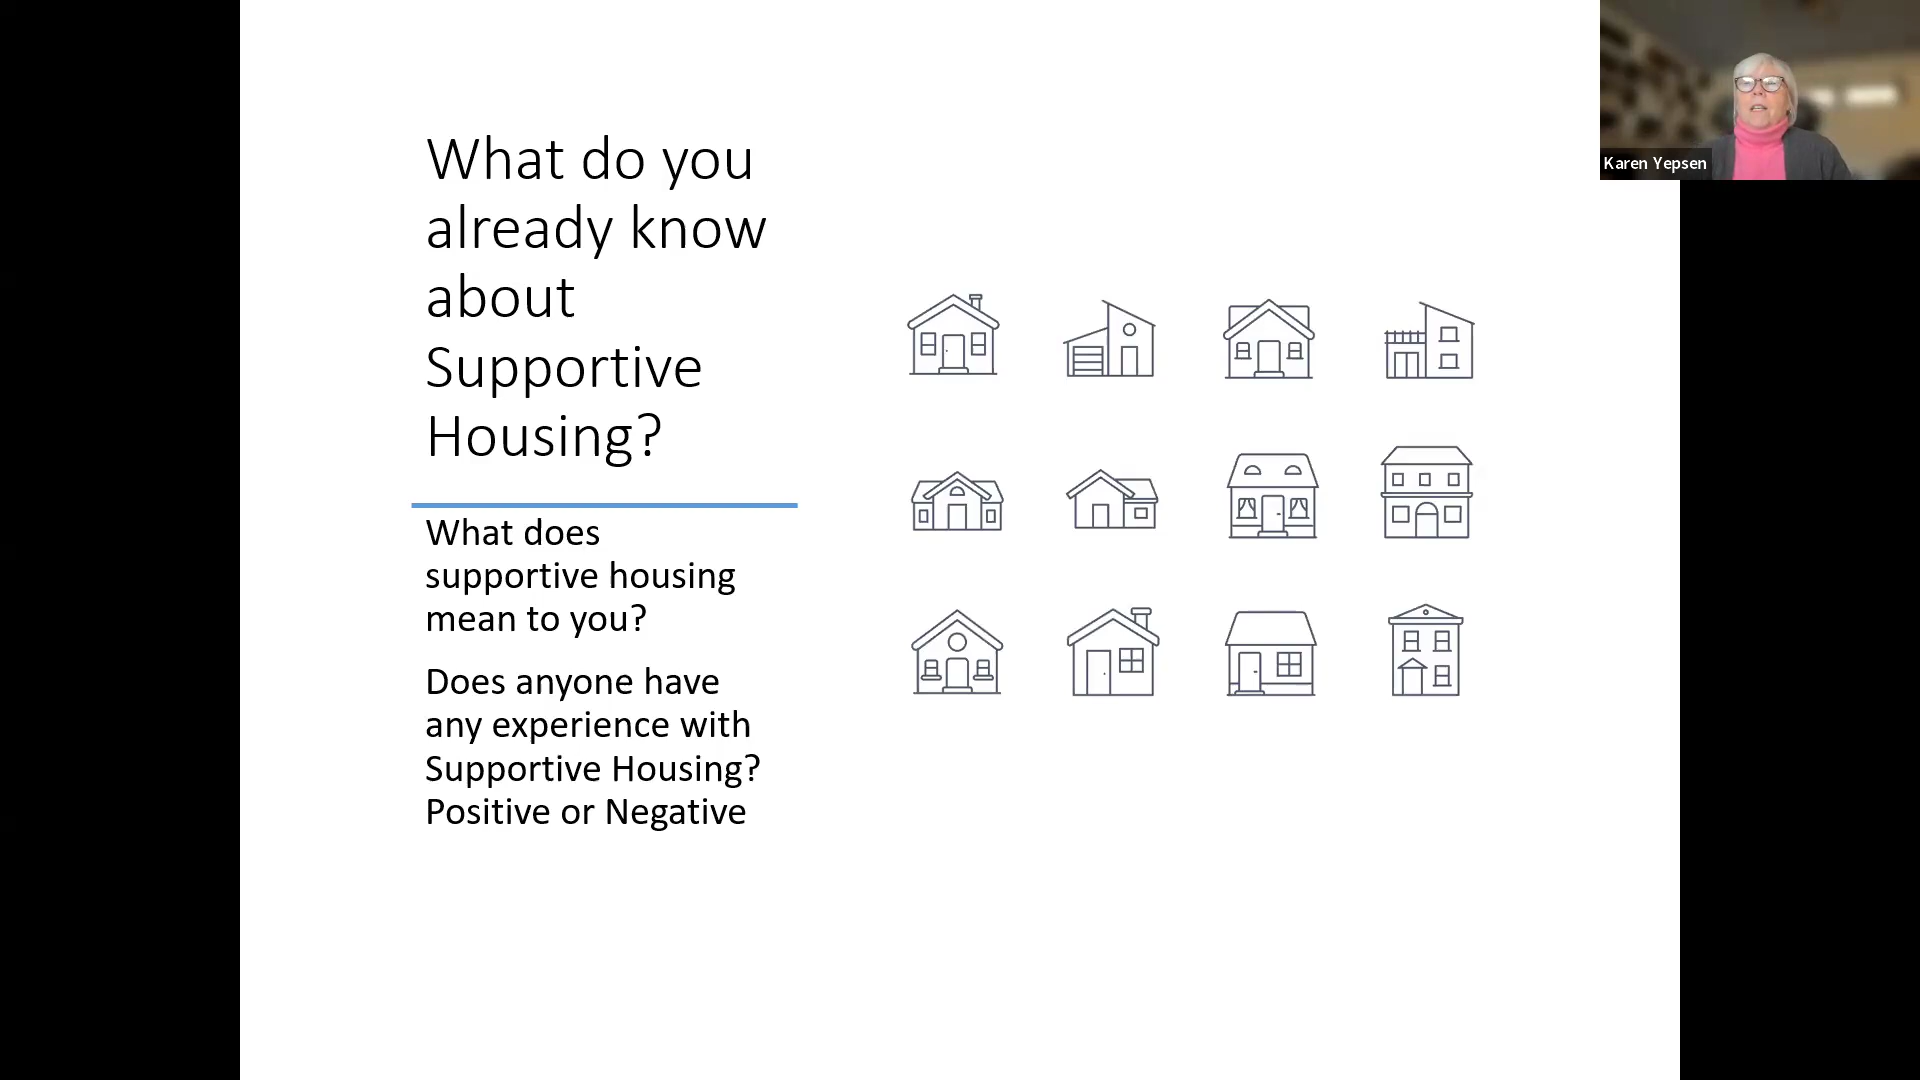 What do you
already know
about
Supportive
Housing?
What does
supportive housing
mean to you?
Does anyone have
any experience with
Supportive Housing?
Positive or Negative
Karen Yepsen